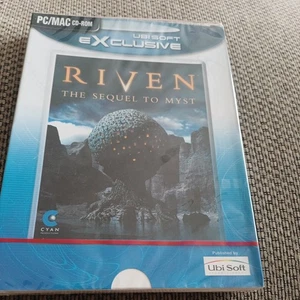 PC/MAC CD-ROM
UBI SOFT
eXCLUSIVE
RIVEN
THE SEQUEL TO MYST
CYAN
Published by
Ubi Soft